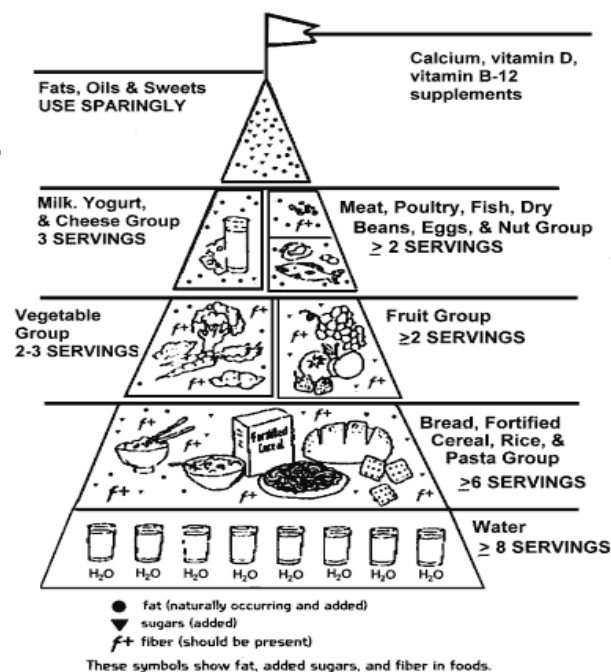 Calcium, vitamin D,
vitamin B-12
supplements
Fats, Oils & Sweets
USE SPARINGLY
Milk. Yogurt,
& Cheese Group
3 SERVINGS
Meat, Poultry, Fish, Dry
Beans, Eggs, & Nut Group
≥ 2 SERVINGS
f+
Vegetable
Group
2-3 SERVINGS
f+
f+
f+
Fruit Group
≥2 SERVINGS
f+
f+
f+
Bread, Fortified
Cereal, Rice, &
Pasta Group
≥6 SERVINGS
f+
f+
Fortified
Cereal
f+
f+
f+
Water
≥ 8 SERVINGS
H₂O H₂O H₂O H₂O H₂O H₂O H₂O H₂O
fat (naturally occurring and added)
sugars (added)
f+ fiber (should be present)
These symbols show fat, added sugars, and fiber in foods.